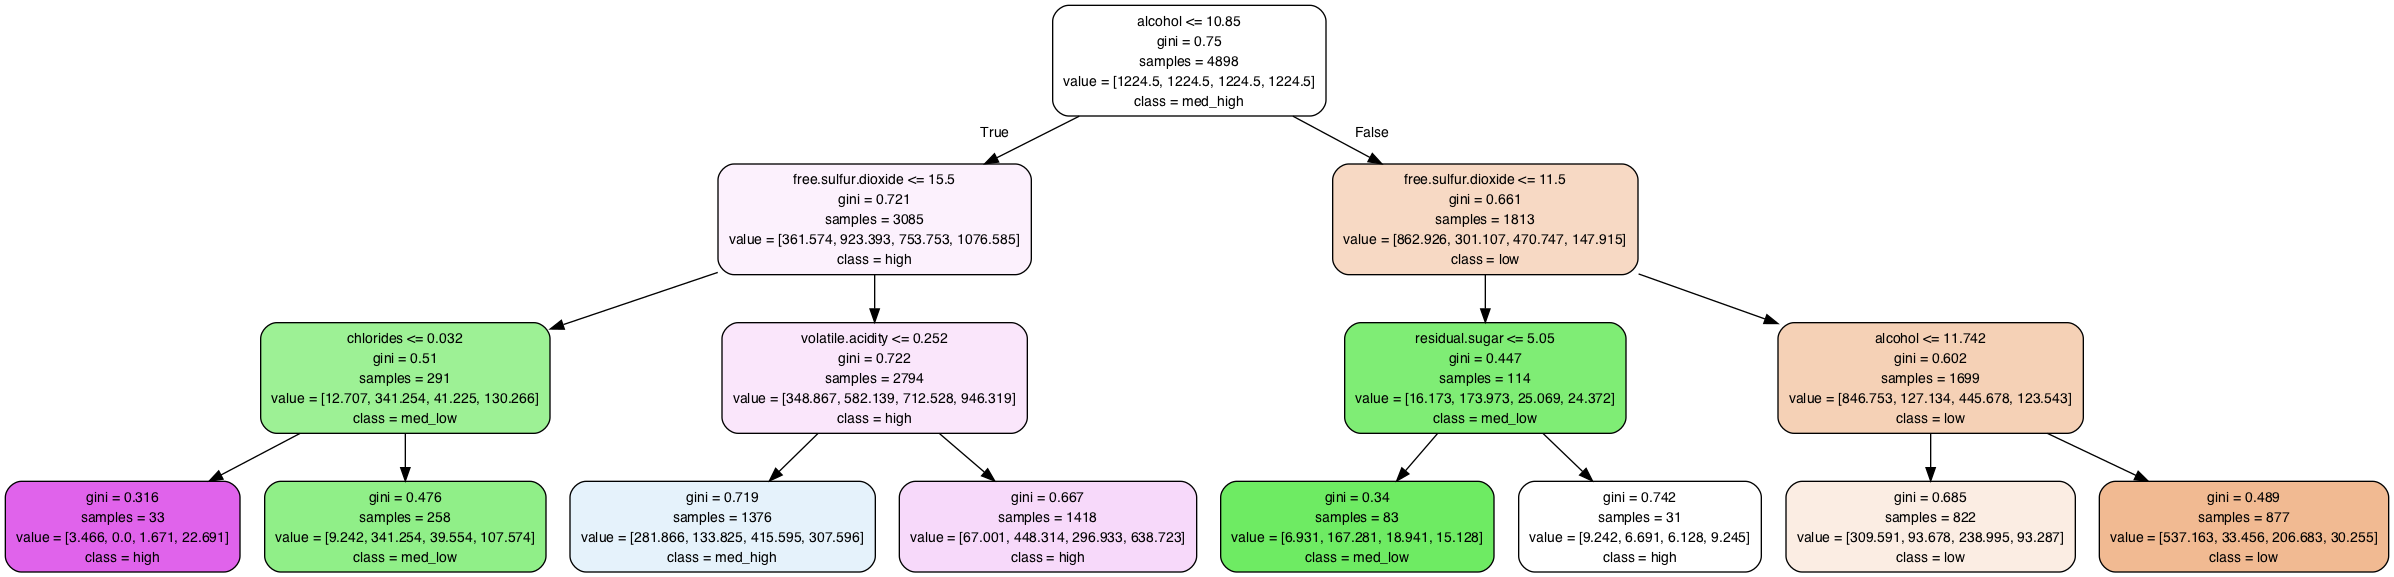 alcohol <= 10.85
gini = 0.75
samples = 4898
value = [1224.5, 1224.5, 1224.5, 1224.5]
class = med_high
True
False
free.sulfur.dioxide <= 15.5
gini = 0.721
samples = 3085
value = [361.574, 923.393, 753.753, 1076.585]
class = high
free.sulfur.dioxide <= 11.5
gini = 0.661
samples = 1813
value = [862.926, 301.107, 470.747, 147.915]
class = low
chlorides <= 0.032
gini = 0.51
samples = 291
value = [12.707, 341.254, 41.225, 130.266]
class = med_low
volatile.acidity <= 0.252
gini = 0.722
samples = 2794
value = [348.867, 582.139, 712.528, 946.319]
class = high
residual.sugar <= 5.05
gini = 0.447
samples = 114
value = [16.173, 173.973, 25.069, 24.372]
class = med_low
alcohol <= 11.742
gini = 0.602
samples = 1699
value = [846.753, 127.134, 445.678, 123.543]
class = low
gini = 0.316
samples = 33
value = [3.466, 0.0, 1.671, 22.691]
class = high
gini = 0.476
samples = 258
value = [9.242, 341.254, 39.554, 107.574]
class = med_low
gini = 0.719
samples = 1376
value = [281.866, 133.825, 415.595, 307.596]
class = med_high
gini = 0.667
samples = 1418
value = [67.001, 448.314, 296.933, 638.723]
class = high
gini = 0.34
samples = 83
value = [6.931, 167.281, 18.941, 15.128]
class = med_low
gini = 0.742
samples = 31
value = [9.242, 6.691, 6.128, 9.245]
class = high
gini = 0.685
samples = 822
value = [309.591, 93.678, 238.995, 93.287]
class = low
gini = 0.489
samples = 877
value = [537.163, 33.456, 206.683, 30.255]
class = low